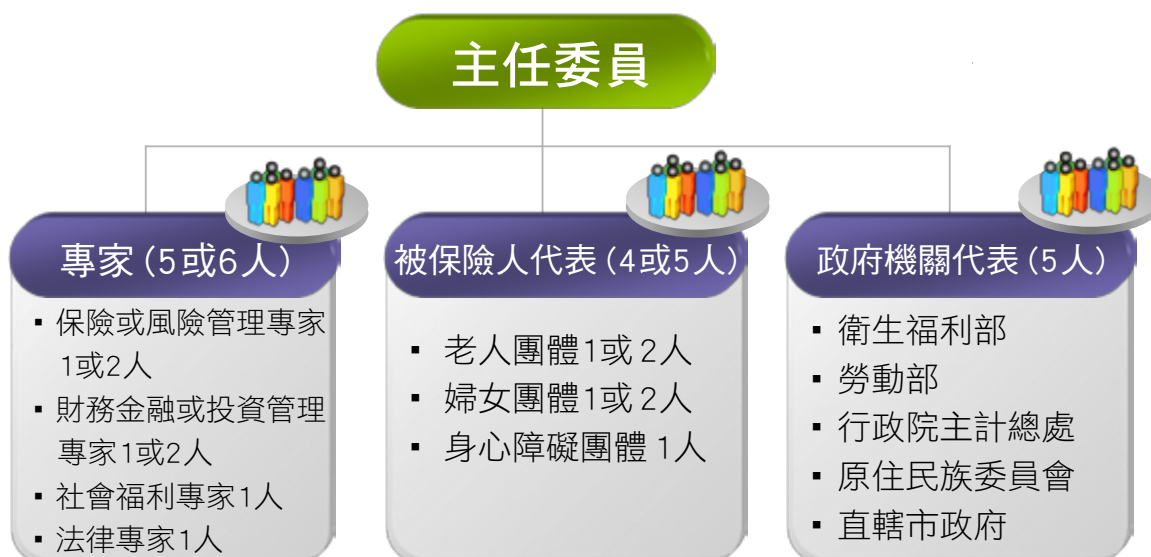 主任委員
專家(5或6人)
▪ 保險或風險管理專家
1或2人
▪ 財務金融或投資管理
專家1或2人
▪ 社會福利專家1人
▪ 法律專家1人
被保險人代表(4或5人)
▪ 老人團體1或2人
▪ 婦女團體1或2人
▪ 身心障礙團體 1人
政府機關代表(5人)
▪ 衛生福利部
▪ 勞動部
▪ 行政院主計總處
▪ 原住民族委員會
▪ 直轄市政府